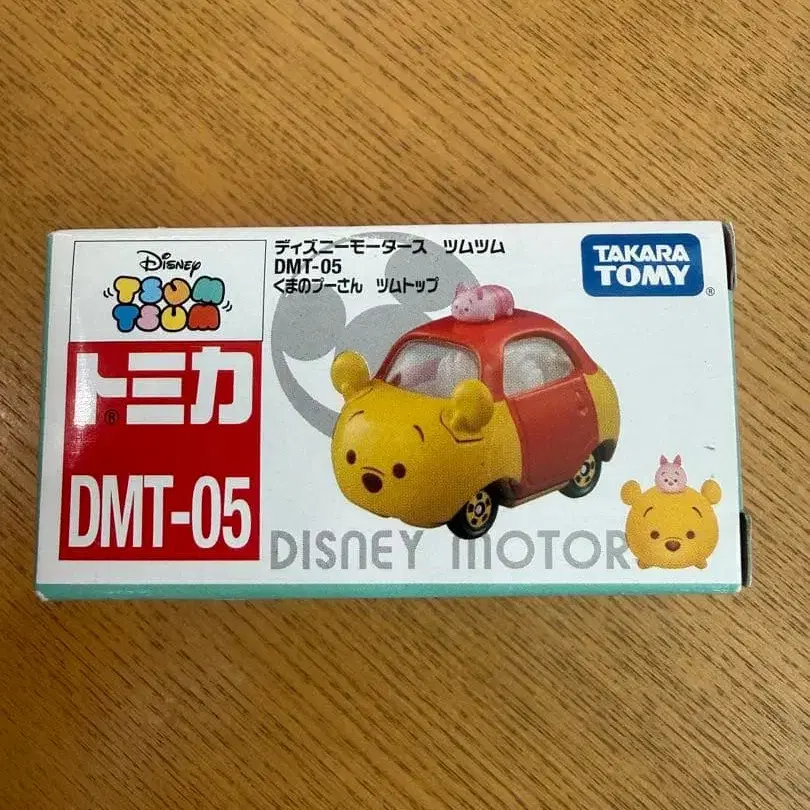 Disney
TSUM
TSUM
トミカ
®
DMT-05
ディズニーモータース ツムツム
DMT-05
くまのプーさん ツムトップ
TAKARA
TOMY
®
DISNEY MOTOR